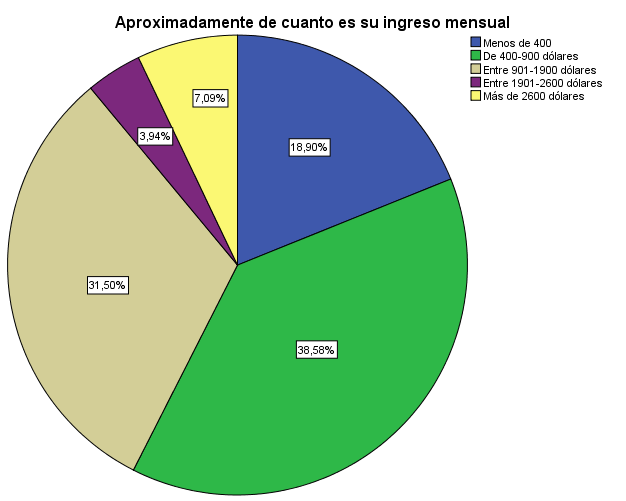 Aproximadamente de cuanto es su ingreso mensual
Menos de 400
De 400-900 dólares
Entre 901-1900 dólares
Entre 1901-2600 dólares
Más de 2600 dólares
7,09%
3,94%
18,90%
31,50%
38,58%